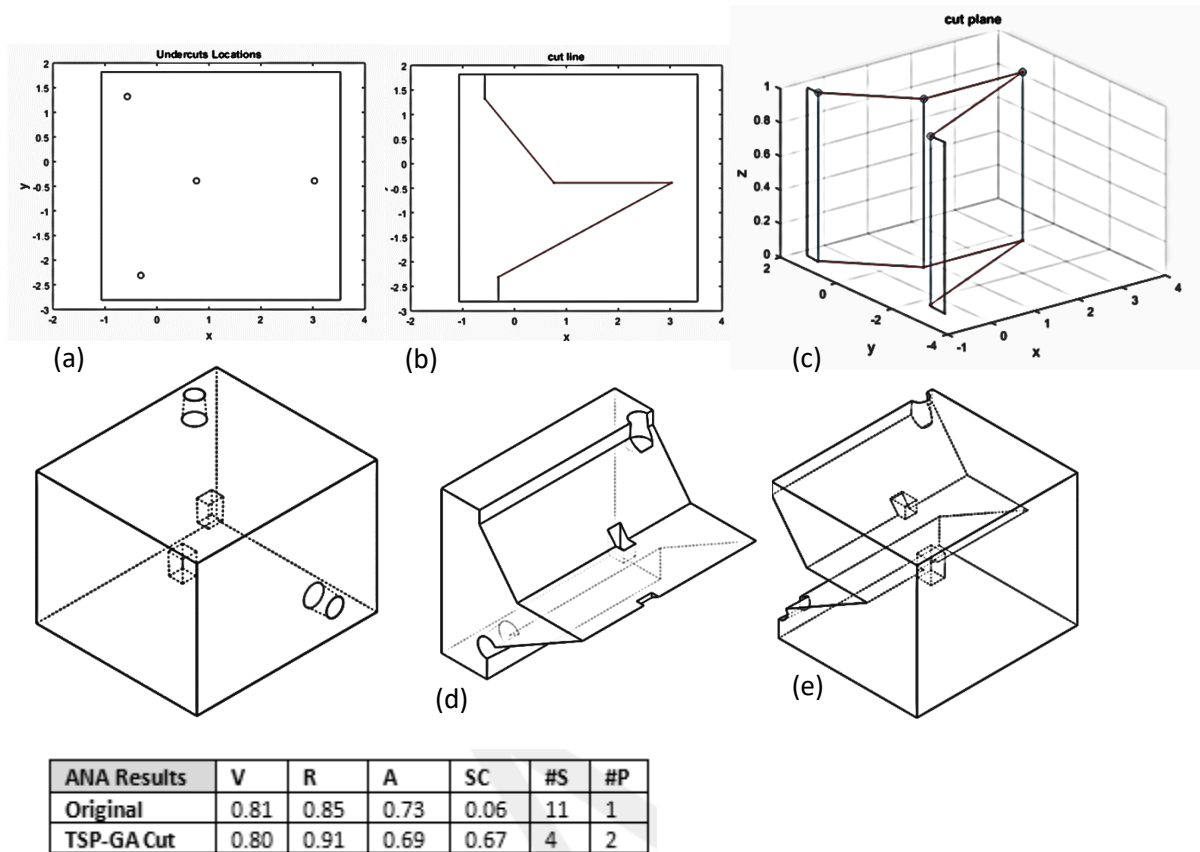 Undercuts Locations
2
1.5
1
0.5
0
-0.5
-1
-1.5
-2
-2.5
-3
y
-2 -1 0 1 2 3 4
x
(a)
cut line
2
1.5
1
0.5
0
-0.5
-1
-1.5
-2
-2.5
-3
-2 -1 0 1 2 3 4
x
(b)
cut plane
1
0.8
0.6
0.4
0.2
0
Z
2
0
-2
-4
y
-1
0
1
2
3
4
x
(c)
(d)
(e)
ANA Results V R A SC #S #P
Original 0.81 0.85 0.73 0.06 11 1
TSP-GA Cut 0.80 0.91 0.69 0.67 4 2